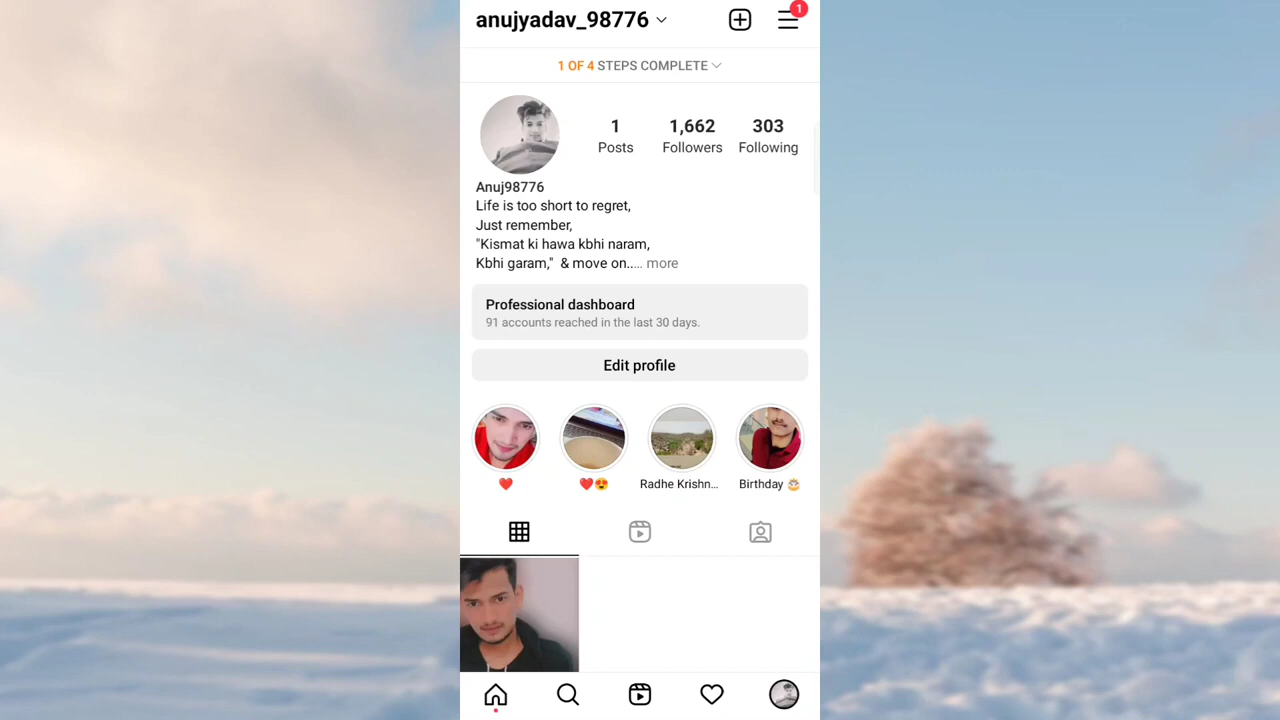 anujyadav_98776
1
1 OF 4 STEPS COMPLETE
1
1,662
303
Posts
Followers
Following
Anuj98776
Life is too short to regret,
Just remember,
"Kismat ki hawa kbhi naram,
Kbhi garam,"  & move on..... more
Professional dashboard
91 accounts reached in the last 30 days.
Edit profile
❤️
❤️😍
Radhe Krishn...
Birthday 🎂